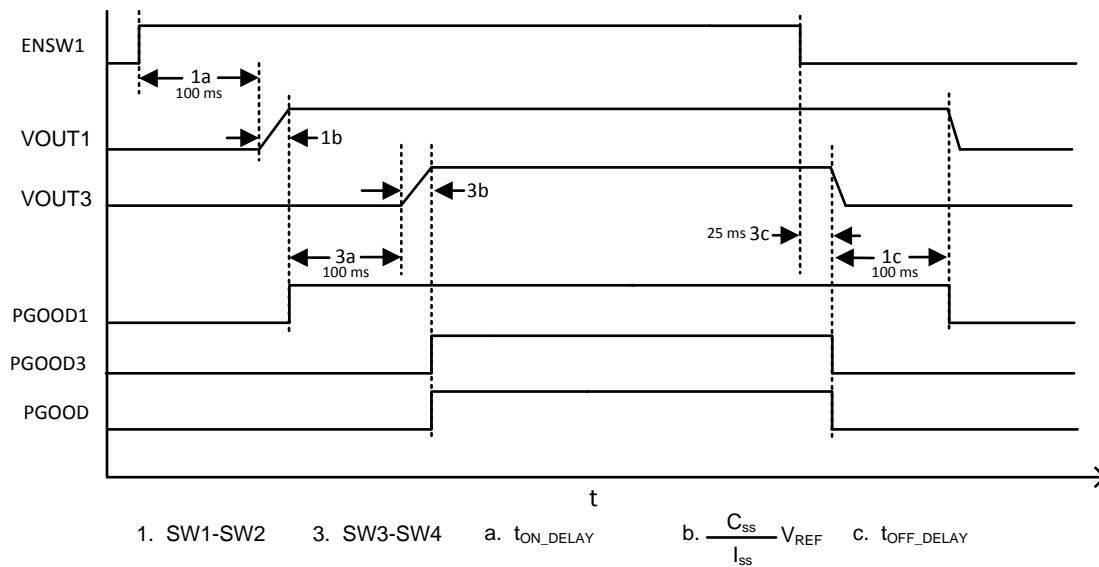 ENSW1
1a
100 ms
VOUT1
1b
VOUT3
3b
25 ms 3c
3a
100 ms
1c
100 ms
PGOOD1
PGOOD3
PGOOD
t
1. SW1-SW2 3. SW3-SW4 a. tON_DELAY b. Css / Iss VREF c. tOFF_DELAY